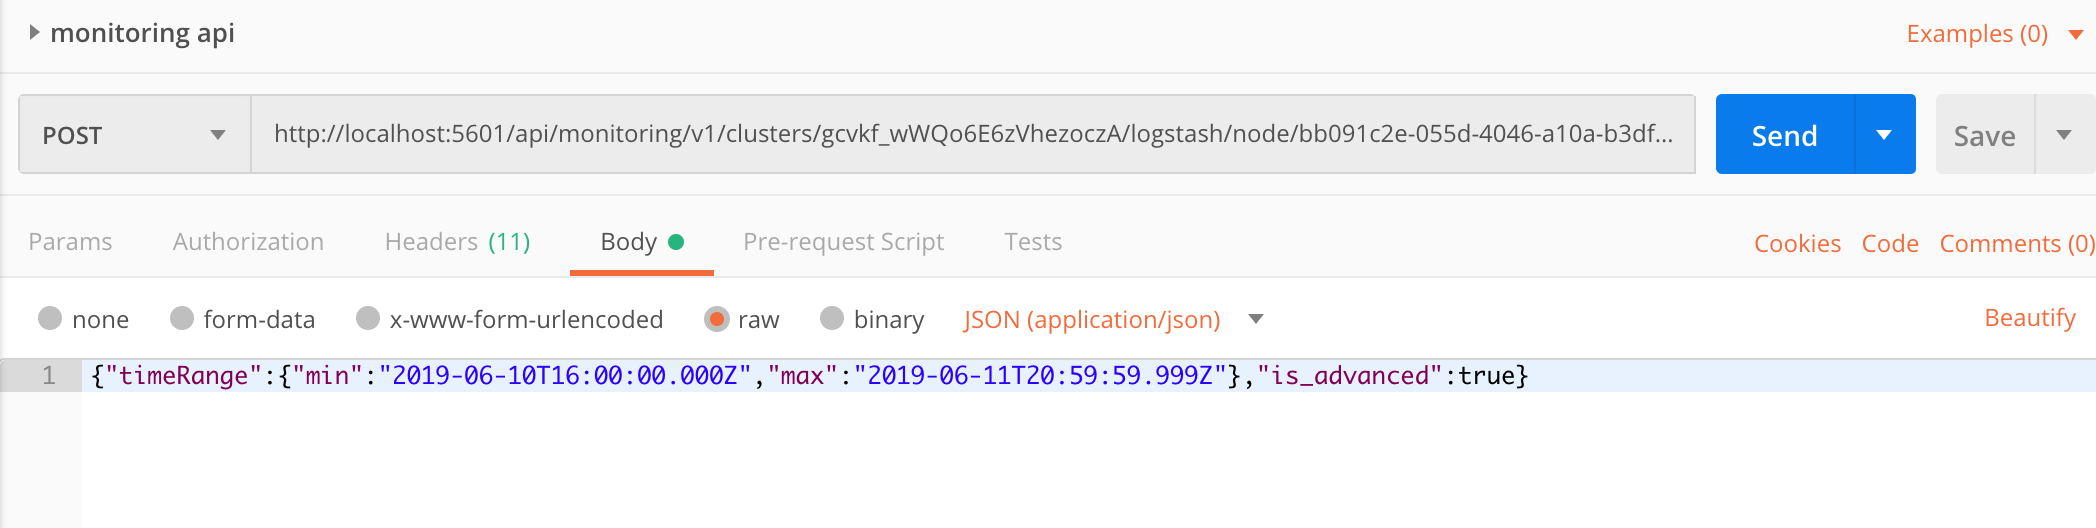 monitoring api
Examples (0)
POST
http://localhost:5601/api/monitoring/v1/clusters/gcvkf_wWQo6E6zVhezoczA/logstash/node/bb091c2e-055d-4046-a10a-b3df...
Send
Save
Params Authorization Headers (11) Body Pre-request Script Tests
Cookies Code Comments (0)
none form-data x-www-form-urlencoded raw binary JSON (application/json)
Beautify
1 {"timeRange":{"min":"2019-06-10T16:00:00.000Z","max":"2019-06-11T20:59:59.999Z"},"is_advanced":true}